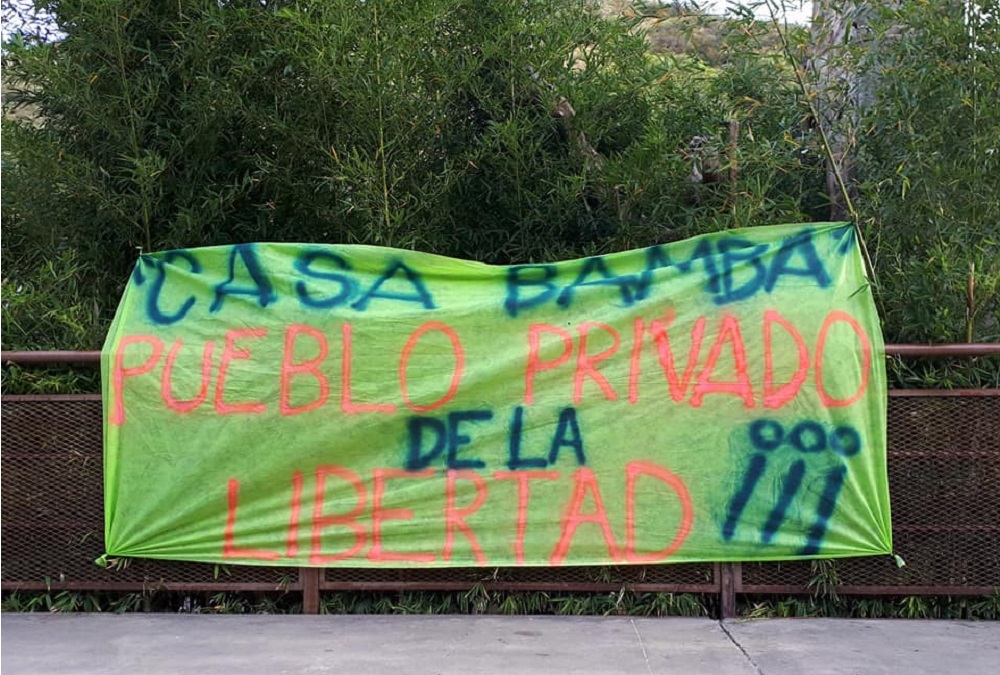 "CASA BAMBA"
PUEBLO PRIVADO
DE LA
LIBERTAD ¡¡¡